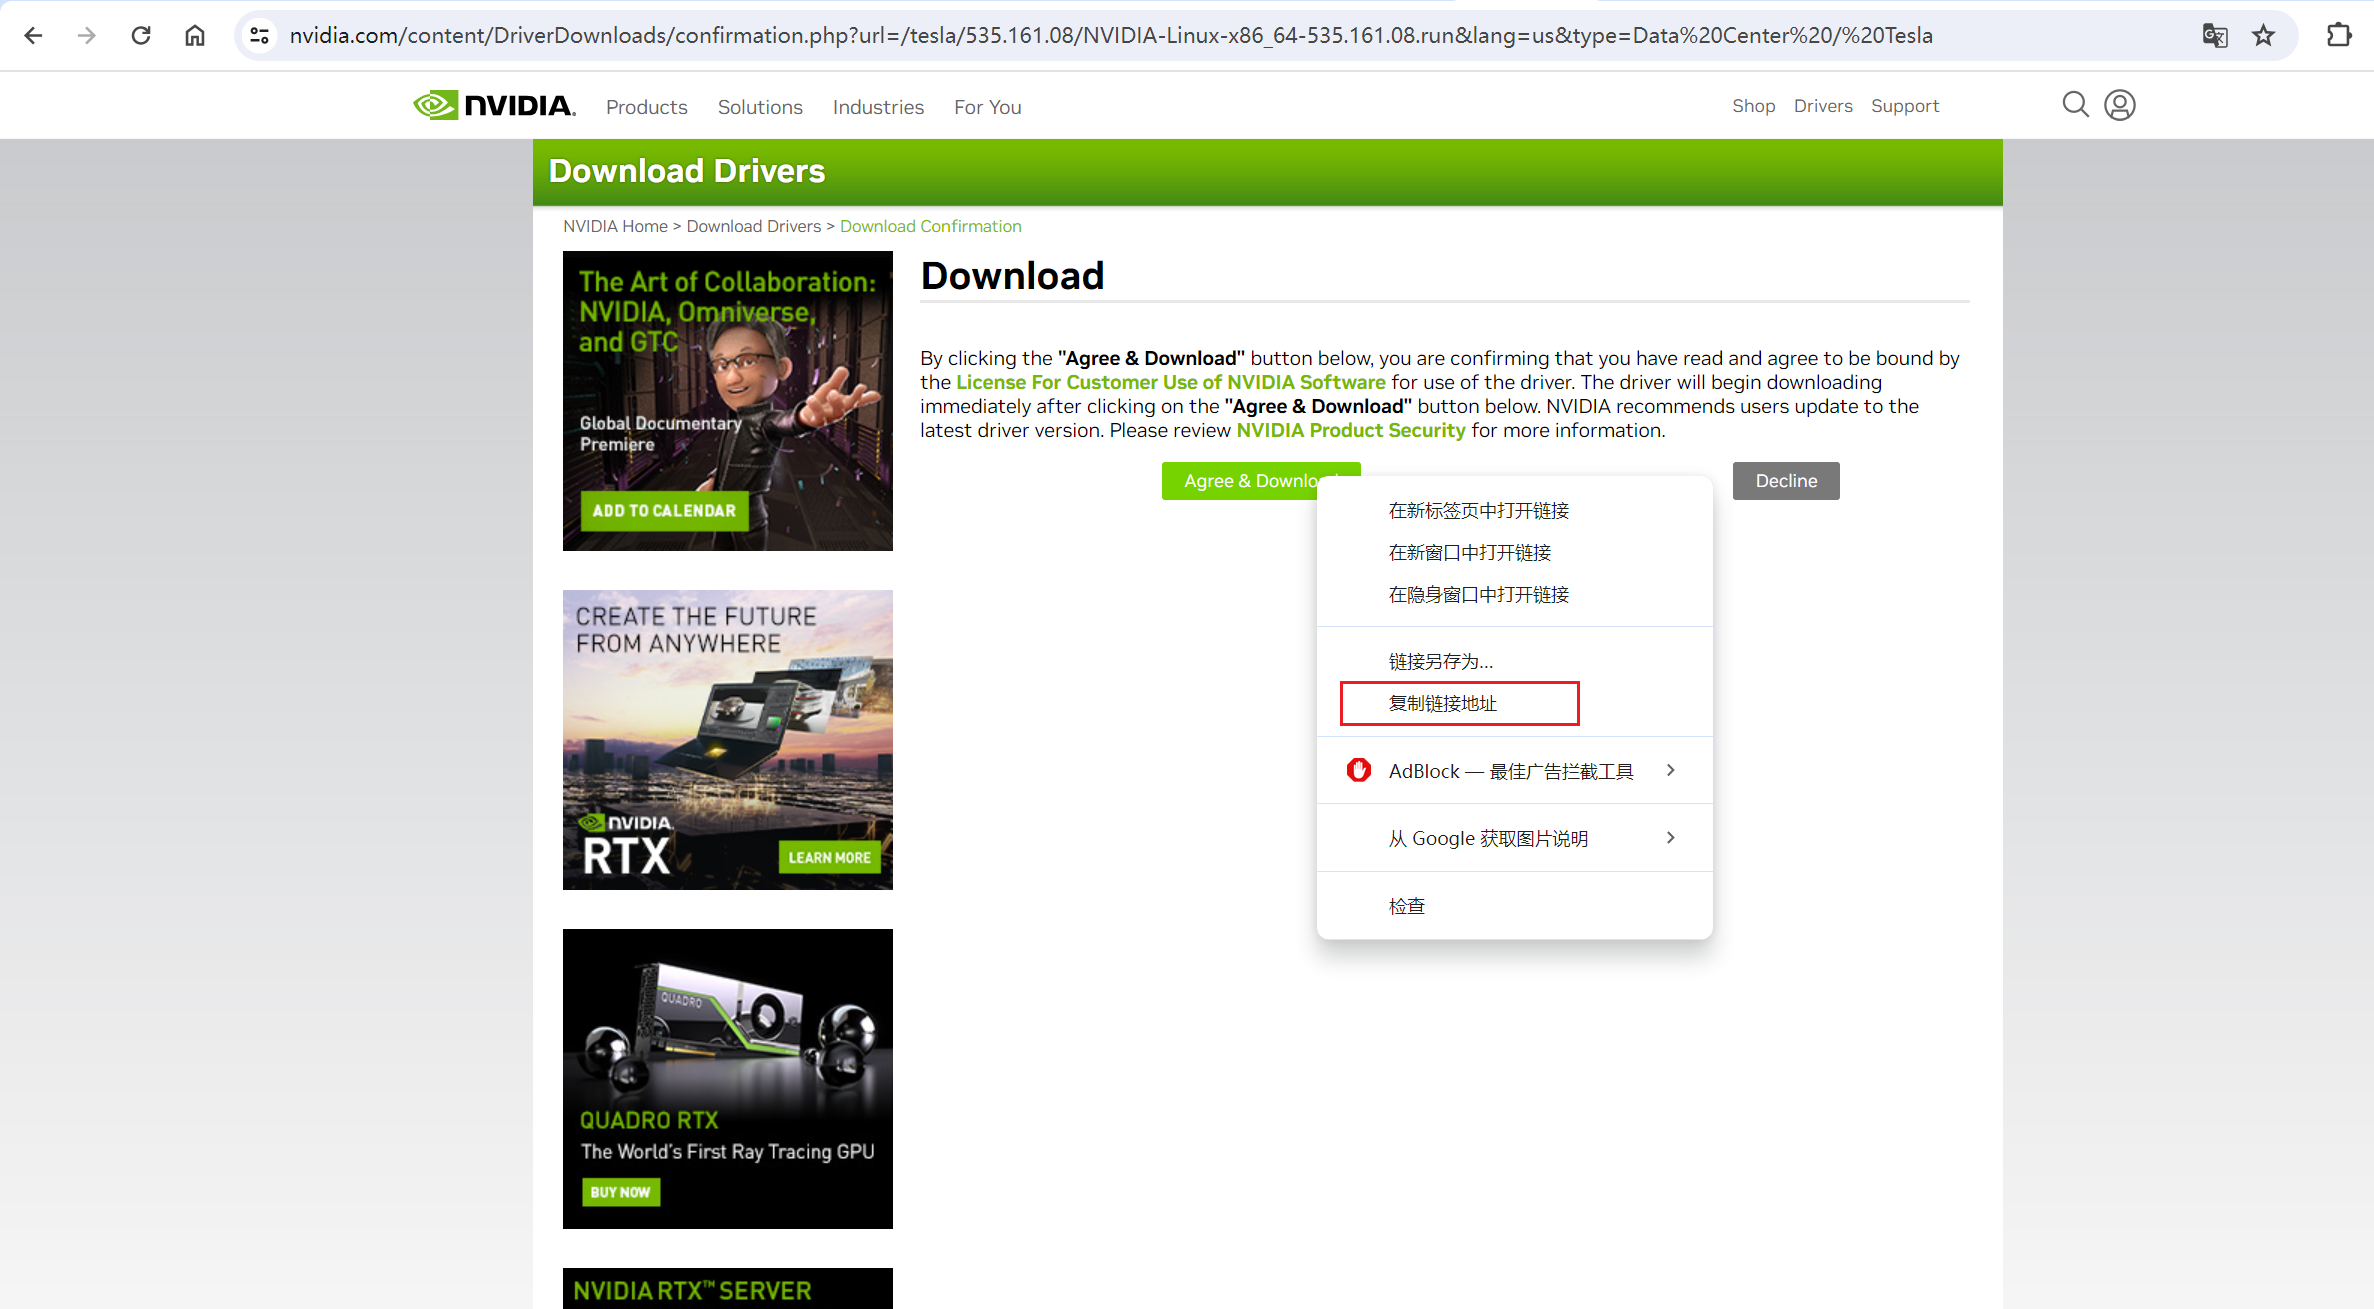 nvidia.com/content/DriverDownloads/confirmation.php?url=/tesla/535.161.08/NVIDIA-Linux-x86_64-535.161.08.run&lang=us&type=Data%20Center%20/%20Tesla
NVIDIA.
Products
Solutions
Industries
For You
Shop
Drivers
Support
Download Drivers
NVIDIA Home > Download Drivers > Download Confirmation
The Art of Collaboration:
NVIDIA, Omniverse,
and GTC
Global Documentary
Premiere
ADD TO CALENDAR
CREATE THE FUTURE
FROM ANYWHERE
NVIDIA.
RTX
LEARN MORE
QUADRO
QUADRO RTX
The World's First Ray Tracing GPU
BUY NOW
NVIDIA RTX™ SERVER
Download
By clicking the "Agree & Download" button below, you are confirming that you have read and agree to be bound by
the License For Customer Use of NVIDIA Software for use of the driver. The driver will begin downloading
immediately after clicking on the "Agree & Download" button below. NVIDIA recommends users update to the
latest driver version. Please review NVIDIA Product Security for more information.
Agree & Download
Decline
在新标签页中打开链接
在新窗口中打开链接
在隐身窗口中打开链接
链接另存为...
复制链接地址
AdBlock — 最佳广告拦截工具
从 Google 获取图片说明
检查